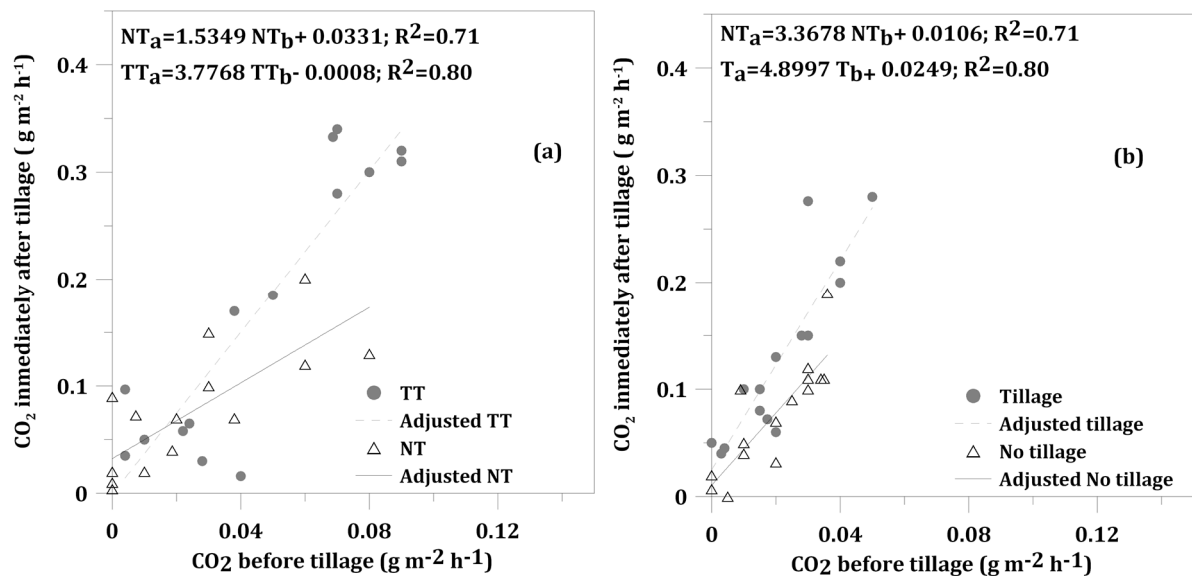 NTa=1.5349 NTb+ 0.0331; R2=0.71
TTa=3.7768 TTb- 0.0008; R2=0.80
(a)
0.4
0.3
0.2
0.1
0
CO2 inmediately after tillage ( g m-2 h-1)
TT
Adjusted TT
NT
Adjusted NT
0
0.04
0.08
0.12
CO2 before tillage (g m-2 h-1)
NTa=3.3678 NTb+ 0.0106; R2=0.71
Ta=4.8997 Tb+ 0.0249; R2=0.80
(b)
0.4
0.3
0.2
0.1
0
CO2 inmediately after tillage ( g m-2 h-1)
Tillage
Adjusted tillage
No tillage
Adjusted No tillage
0
0.04
0.08
0.12
CO2 before tillage (g m-2 h-1)